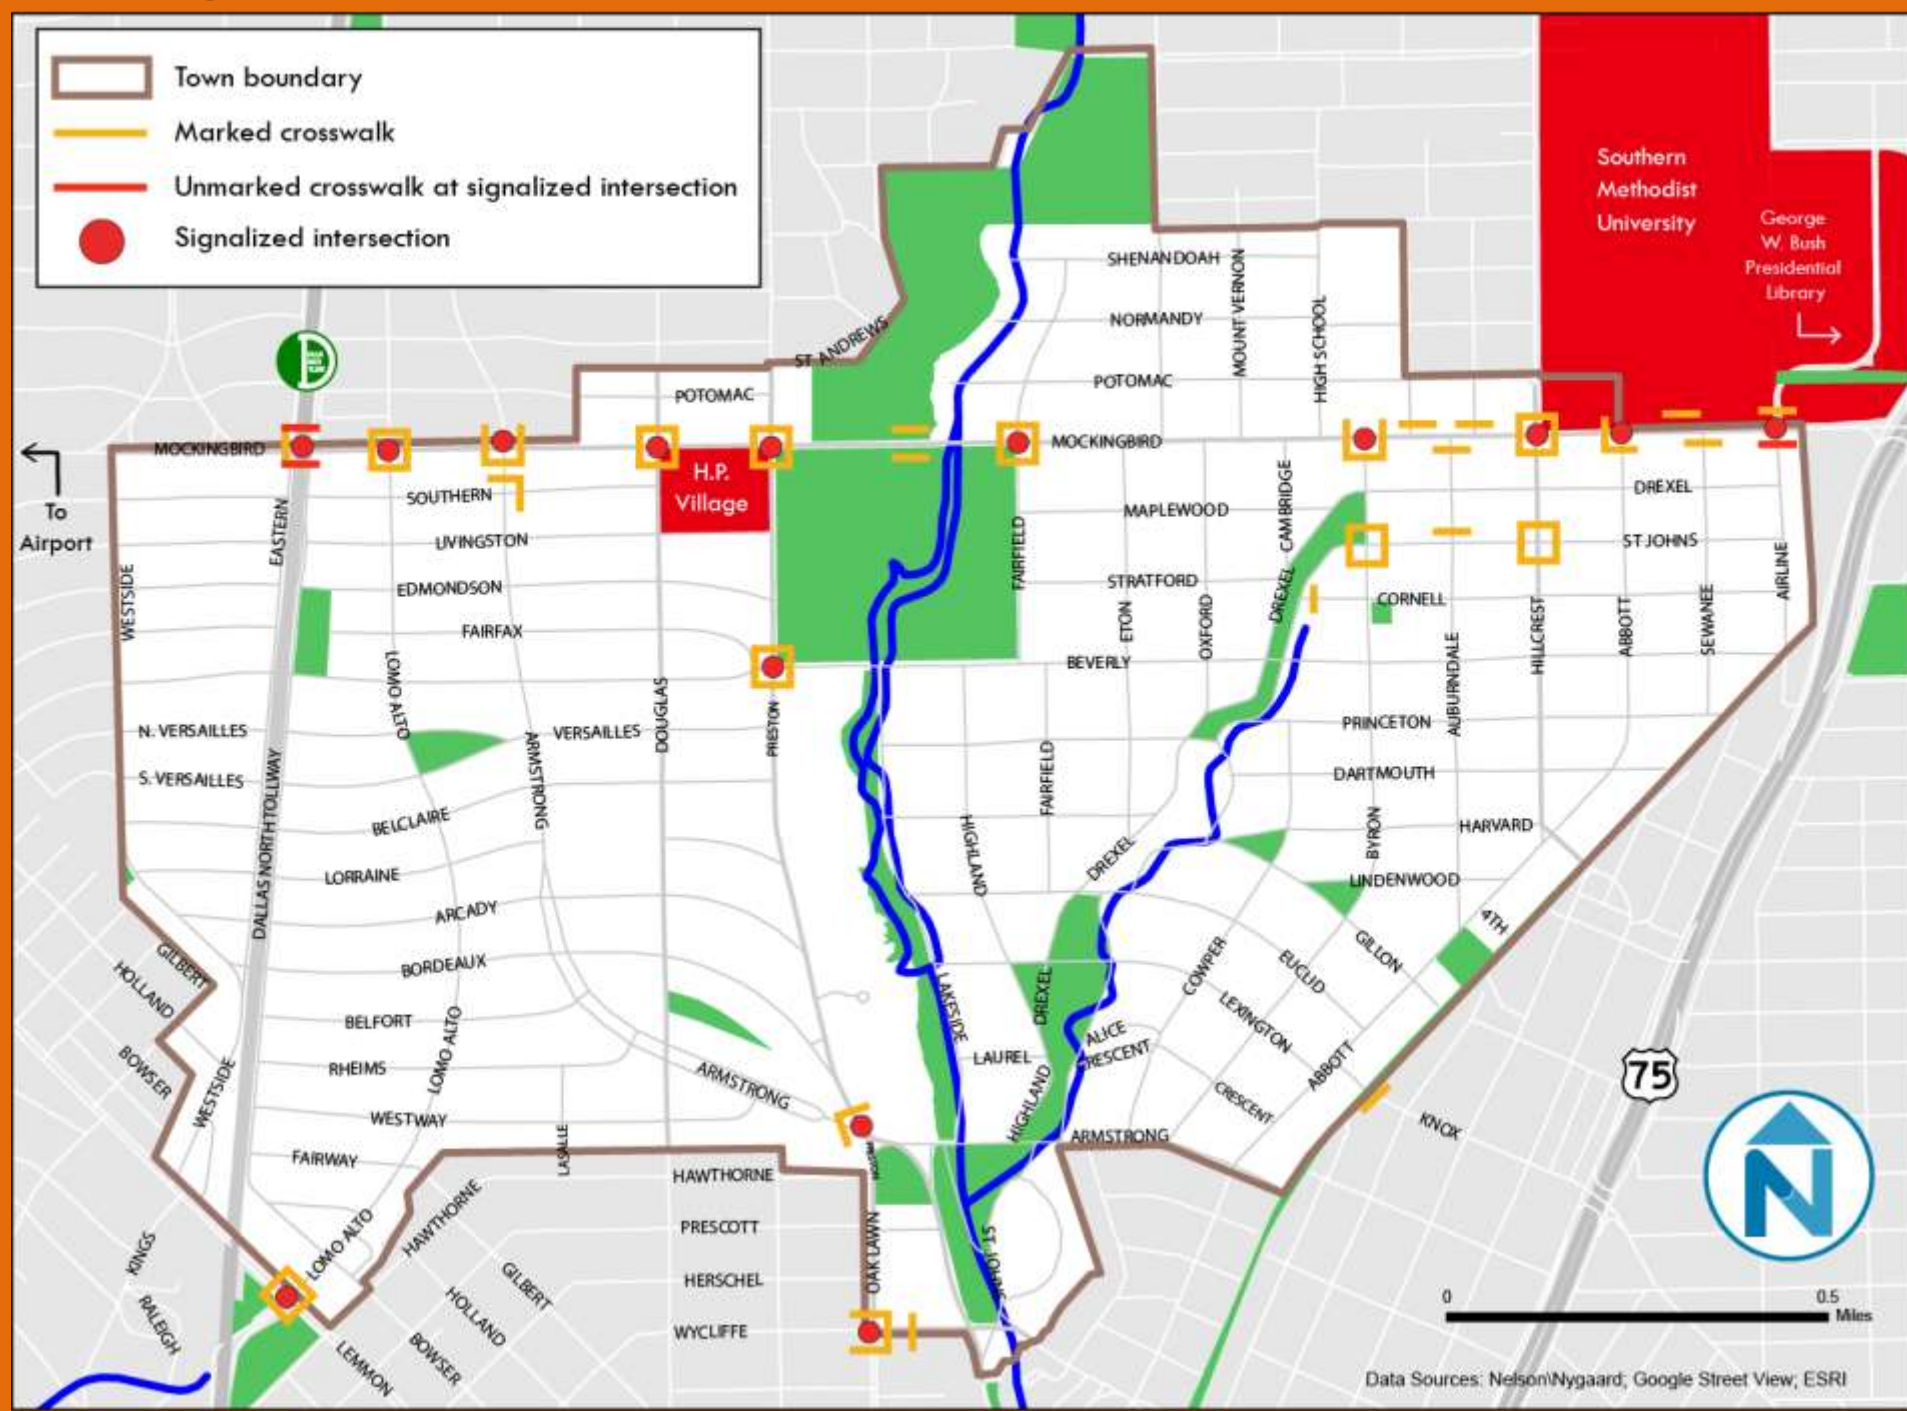 Town boundary
Marked crosswalk
Unmarked crosswalk at signalized intersection
Signalized intersection
Southern
Methodist
University
George
W. Bush
Presidential
Library
SHENANDOAH
MOUNT VERNON
HIGH SCHOOL
NORMANDY
ST ANDREWS
POTOMAC
POTOMAC
MOCKINGBIRD
MOCKINGBIRD
To
Airport
H.P.
Village
SOUTHERN
EASTERN
LIVINGSTON
EDMONDSON
FAIRFAX
WESTSIDE
LOMO ALTO
DOUGLAS
PRESTON
FAIRFIELD
MAPLEWOOD
CAMBRIDGE
DREXEL
STRATFORD
ETON
OXFORD
BEVERLY
DREXEL
ST JOHNS
CORNELL
AUBURNDALE
HILLCREST
ABBOTT
SEWANEE
AIRLINE
N. VERSAILLES
S. VERSAILLES
VERSAILLES
ARMSTRONG
DALLAS NORTH TOLLWAY
BELCLAIRE
LORRAINE
ARCADY
BORDEAUX
BELFORT
RHEIMS
WESTWAY
FAIRWAY
LOMO ALTO
LASALLE
ARMSTRONG
FAIRFIELD
HIGHLAND
DREXEL
PRINCETON
DARTMOUTH
HARVARD
BYRON
LINDENWOOD
4TH
GILLON
EUCLID
COWPER
LEXINGTON
LAKESIDE
DREXEL
LAUREL
ALICE
CRESCENT
HIGHLAND
ARMSTRONG
CRESCENT
ABBOTT
KNOX
75
GILBERT
HOLLAND
BOWSER
WESTSIDE
KINGS
RALEIGH
LOMO ALTO
HAWTHORNE
GILBERT
HOLLAND
BOWSER
LEMMON
HAWTHORNE
PRESCOTT
HERSCHEL
WYCLIFFE
PRESTON
OAK LAWN
ST. JOHNS
N
0
0.5
Miles
Data Sources: Nelson\Nygaard; Google Street View; ESRI